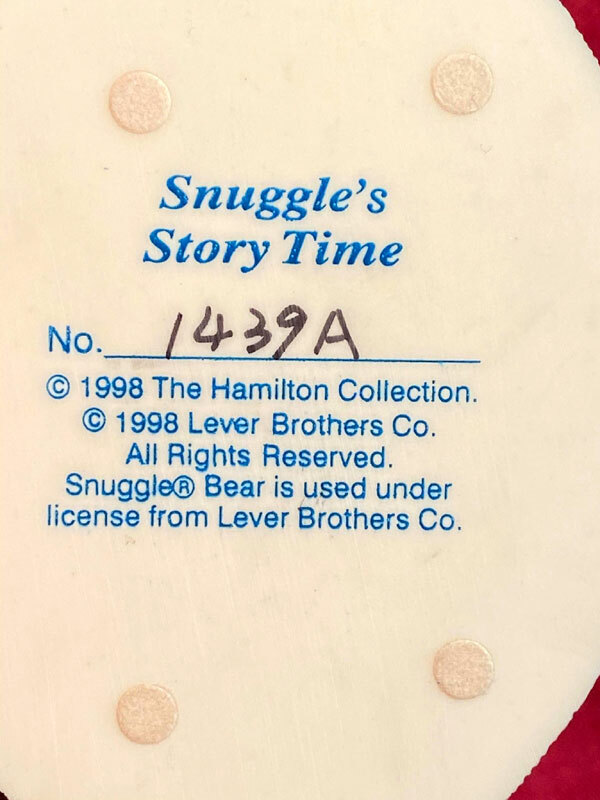 Snuggle's
Story Time
No. 1439A
© 1998 The Hamilton Collection.
© 1998 Lever Brothers Co.
All Rights Reserved.
Snuggle® Bear is used under
license from Lever Brothers Co.